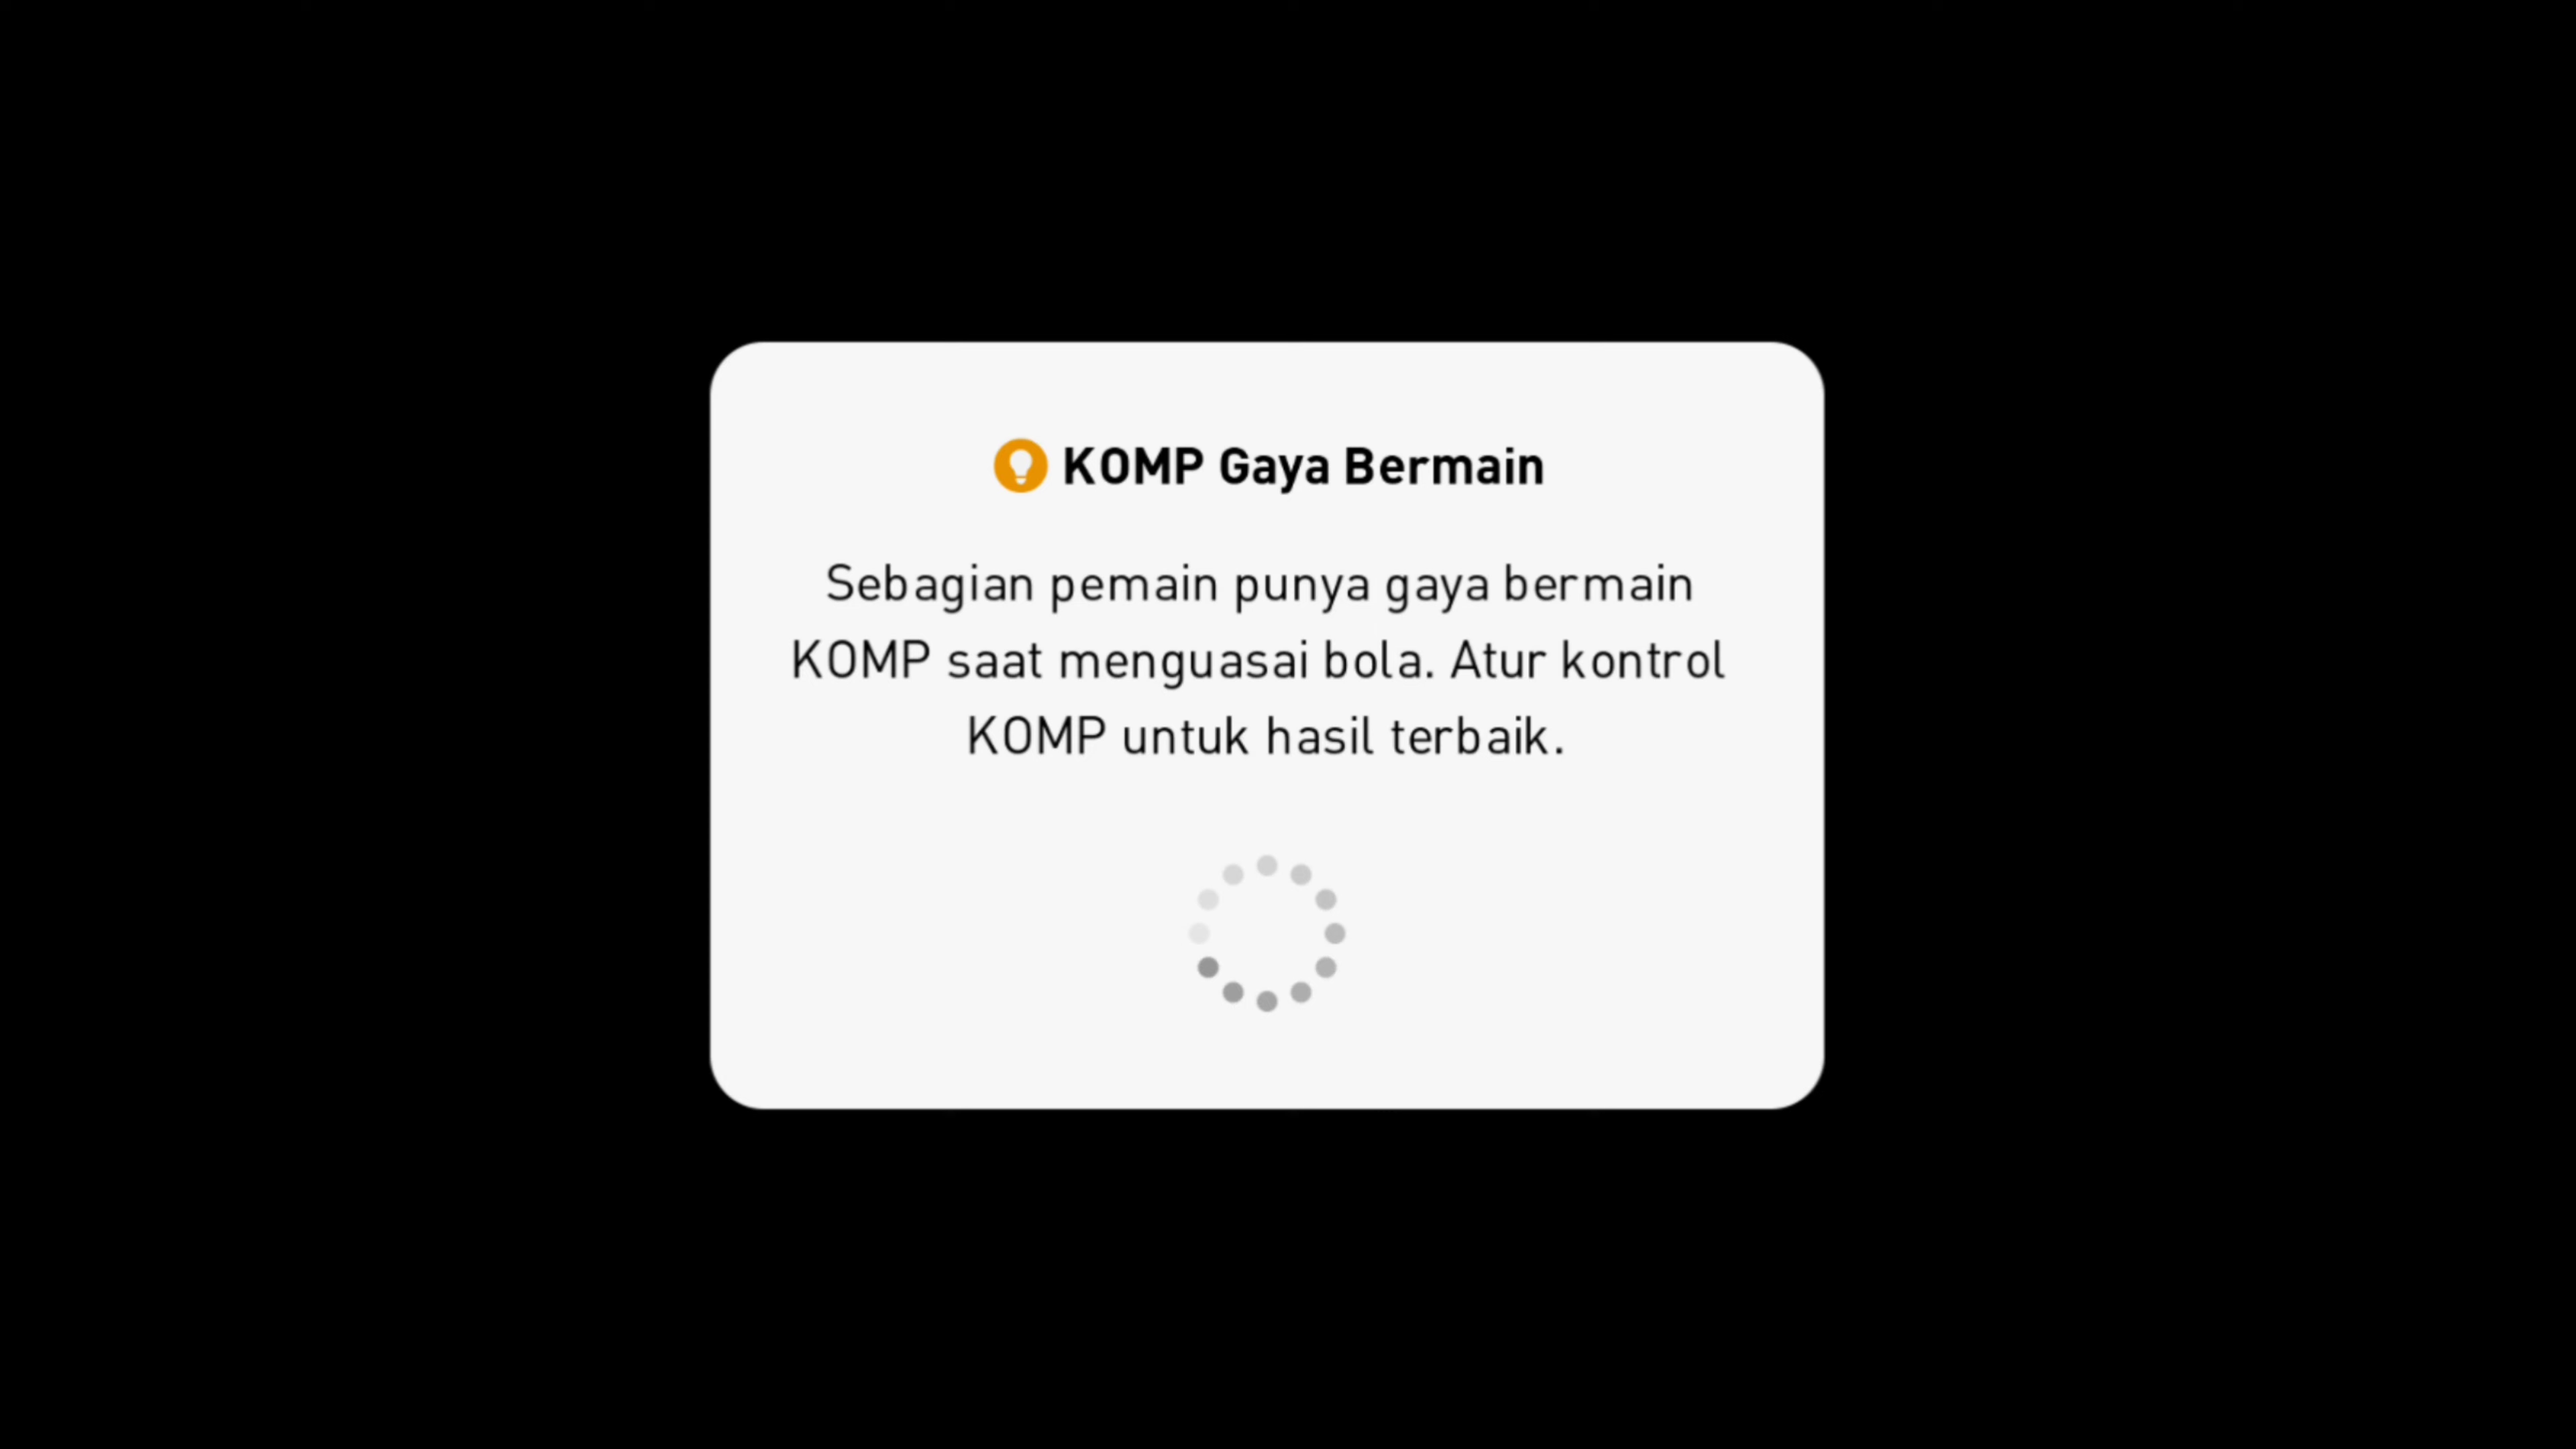 KOMP Gaya Bermain
Sebagian pemain punya gaya bermain
KOMP saat menguasai bola. Atur kontrol
KOMP untuk hasil terbaik.